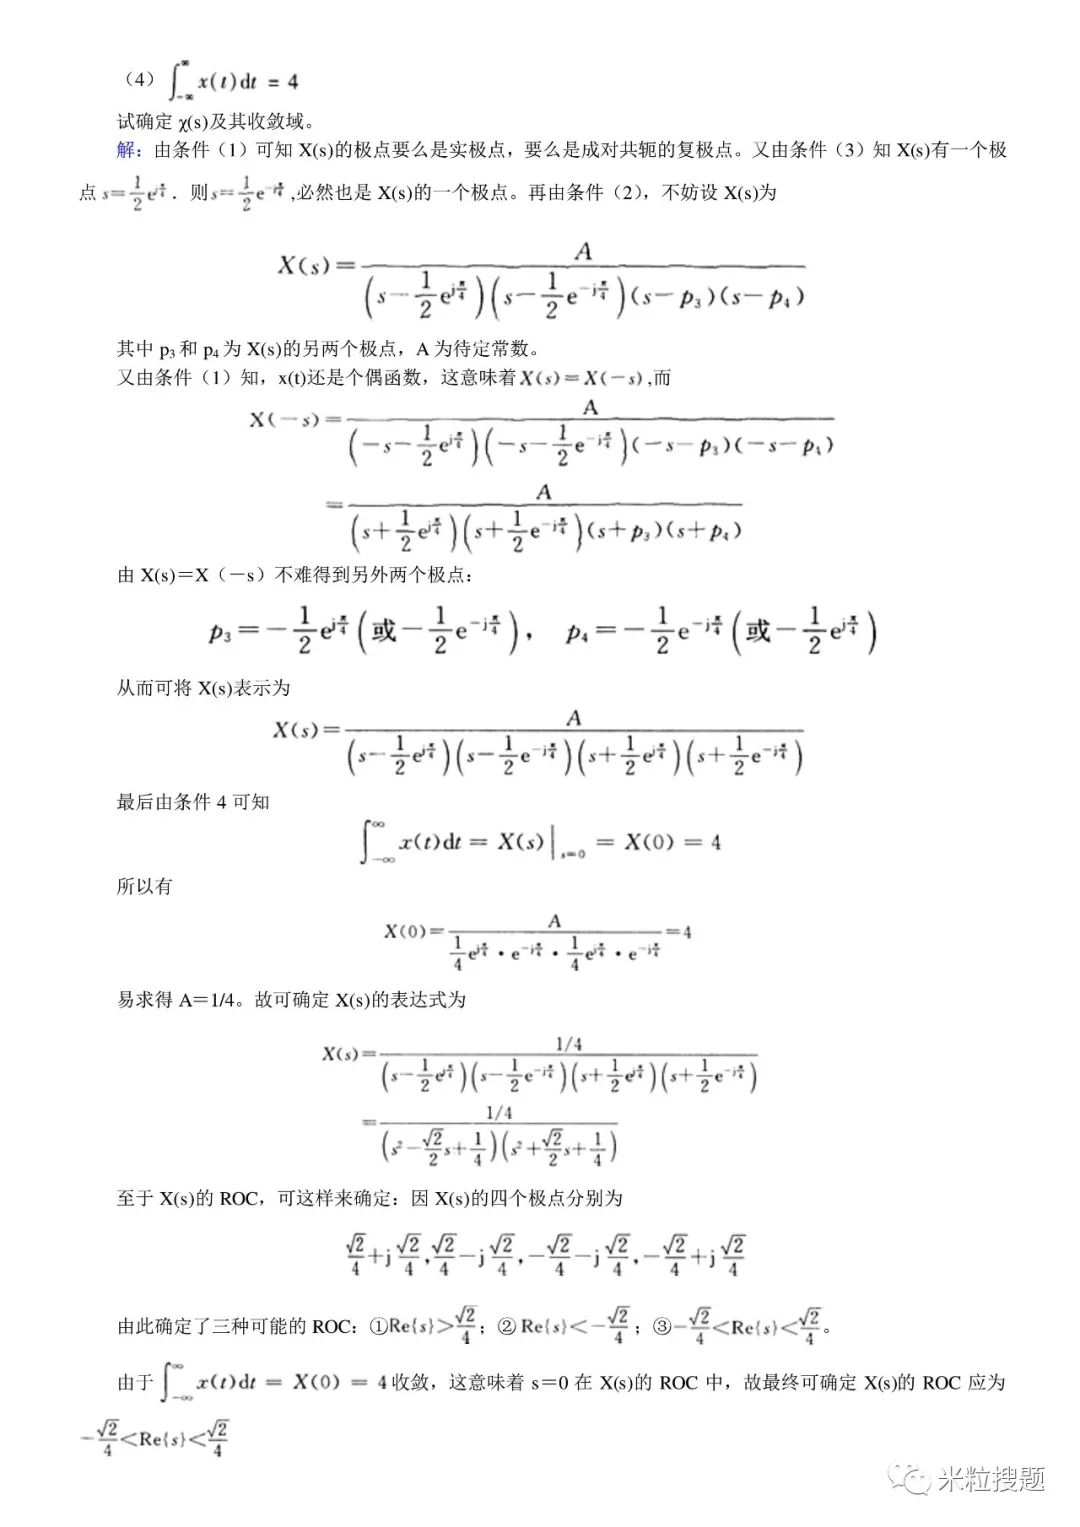 （4）∫_{-∞}^{∞} x(t)dt = 4
试确定 χ(s)及其收敛域。
解：由条件（1）可知 X(s)的极点要么是实极点，要么是成对共轭的复极点。又由条件（3）知 X(s)有一个极
点 s=1/2 e^{jπ/4}．则s=1/2 e^{-jπ/4},必然也是 X(s)的一个极点。再由条件（2），不妨设 X(s)为
X(s)=A/((s-1/2 e^{jπ/4})(s-1/2 e^{-jπ/4})(s-p₃)(s-p₄))
其中 p₃和 p₄为 X(s)的另两个极点，A 为待定常数。
又由条件（1）知，x(t)还是个偶函数，这意味着X(s)=X(-s),而
X(-s)=A/((-s-1/2 e^{jπ/4})(-s-1/2 e^{-jπ/4})(-s-p₃)(-s-p₄))
=A/((s+1/2 e^{jπ/4})(s+1/2 e^{-jπ/4})(s+p₃)(s+p₄))
由 X(s)＝X（－s）不难得到另外两个极点：
p₃=-1/2 e^{jπ/4}(或-1/2 e^{-jπ/4})， p₄=-1/2 e^{-jπ/4}(或-1/2 e^{jπ/4})
从而可将 X(s)表示为
X(s)=A/((s-1/2 e^{jπ/4})(s-1/2 e^{-jπ/4})(s+1/2 e^{jπ/4})(s+1/2 e^{-jπ/4}))
最后由条件 4 可知
∫_{-∞}^{∞} x(t)dt = X(s)|_{s=0} = X(0) = 4
所以有
X(0)=A/(1/4 e^{jπ/4}·e^{-jπ/4}·1/4 e^{jπ/4}·e^{-jπ/4})=4
易求得 A＝1/4。故可确定 X(s)的表达式为
X(s)=(1/4)/((s-1/2 e^{jπ/4})(s-1/2 e^{-jπ/4})(s+1/2 e^{jπ/4})(s+1/2 e^{-jπ/4}))
=(1/4)/((s²-√2/2 s+1/4)(s²+√2/2 s+1/4))
至于 X(s)的 ROC，可这样来确定：因 X(s)的四个极点分别为
√2/4+j√2/4,√2/4-j√2/4,-√2/4-j√2/4,-√2/4+j√2/4
由此确定了三种可能的 ROC：①Re{s}>√2/4；②Re{s}<-√2/4；③-√2/4<Re{s}<√2/4。
由于∫_{-∞}^{∞} x(t)dt = X(0) = 4收敛，这意味着 s＝0 在 X(s)的 ROC 中，故最终可确定 X(s)的 ROC 应为
-√2/4<Re{s}<√2/4
米粒搜题